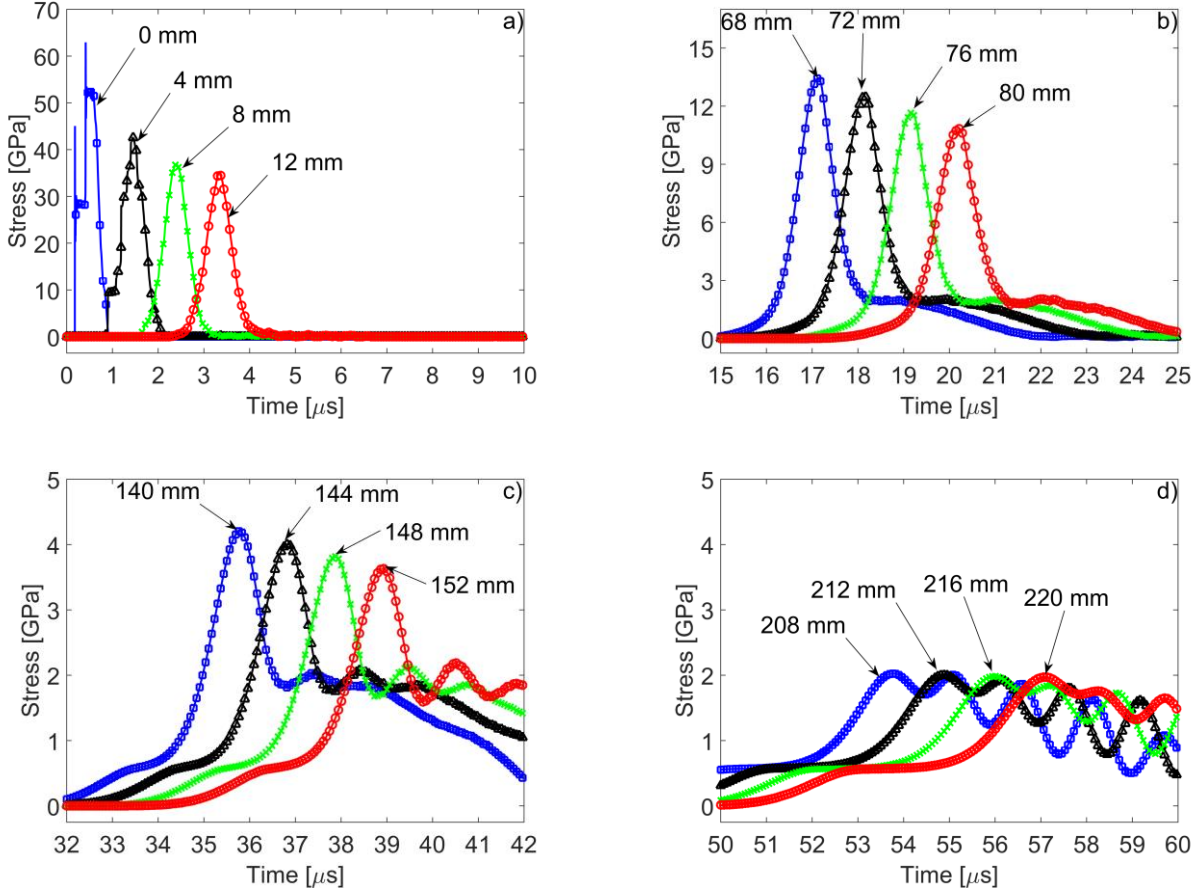 a)
0 mm
4 mm
8 mm
12 mm
70
60
50
40
30
20
10
0
Stress [GPa]
0 1 2 3 4 5 6 7 8 9 10
Time [μs]
b)
68 mm
72 mm
76 mm
80 mm
18
15
12
9
6
3
0
Stress [GPa]
15 16 17 18 19 20 21 22 23 24 25
Time [μs]
c)
140 mm
144 mm
148 mm
152 mm
5
4
3
2
1
0
Stress [GPa]
32 33 34 35 36 37 38 39 40 41 42
Time [μs]
d)
208 mm
212 mm
216 mm
220 mm
5
4
3
2
1
0
Stress [GPa]
50 51 52 53 54 55 56 57 58 59 60
Time [μs]